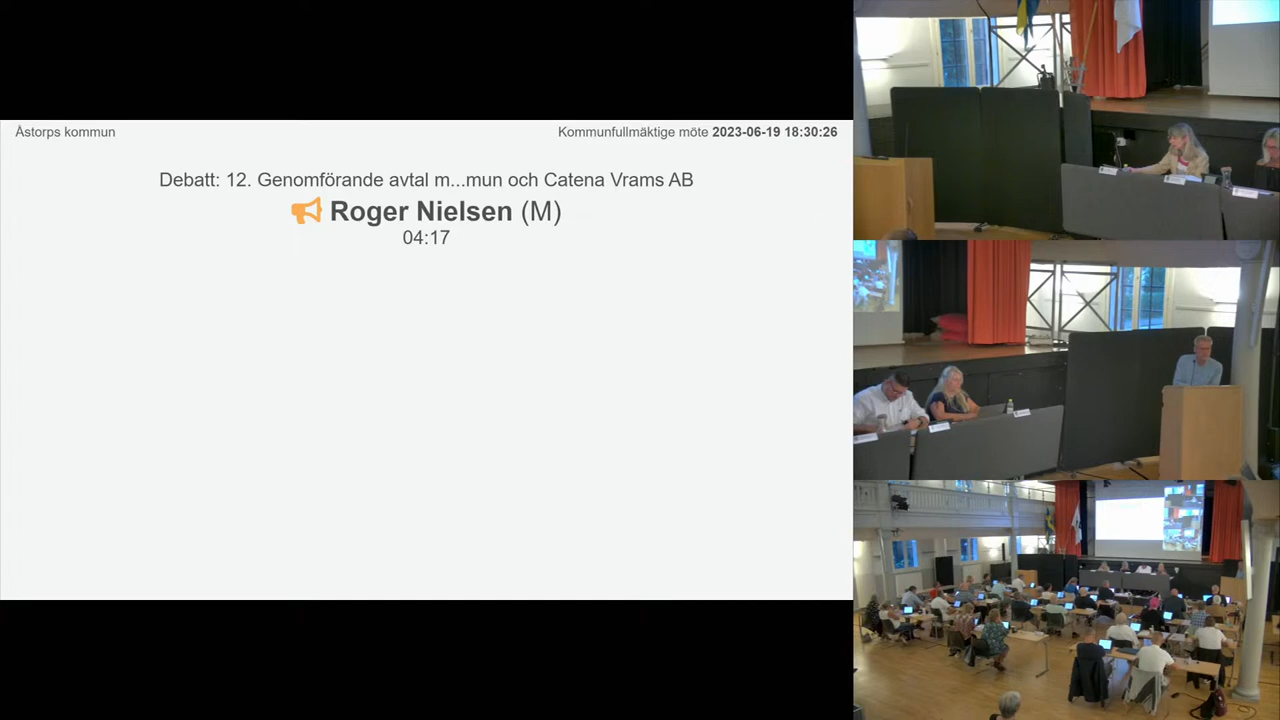 Åstorps kommun
Kommunfullmäktige möte 2023-06-19 18:30:26
Debatt: 12. Genomförande avtal m...mun och Catena Vrams AB
Roger Nielsen (M)
04:17